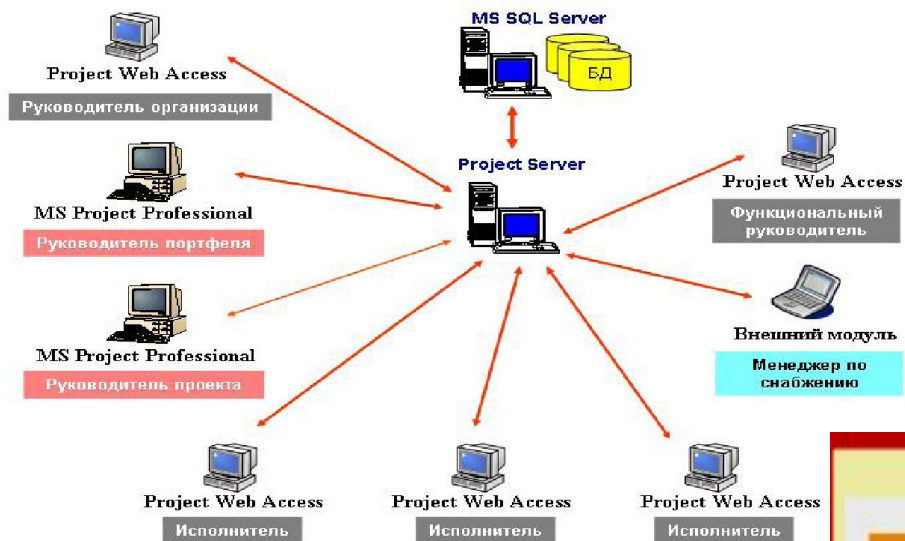 MS SQL Server
БД
Project Web Access
Руководитель организации
Project Server
MS Project Professional
Руководитель портфеля
Project Web Access
Функциональный
руководитель
MS Project Professional
Руководитель проекта
Внешний модуль
Менеджер по
снабжению
Project Web Access
Исполнитель
Project Web Access
Исполнитель
Project Web Access
Исполнитель